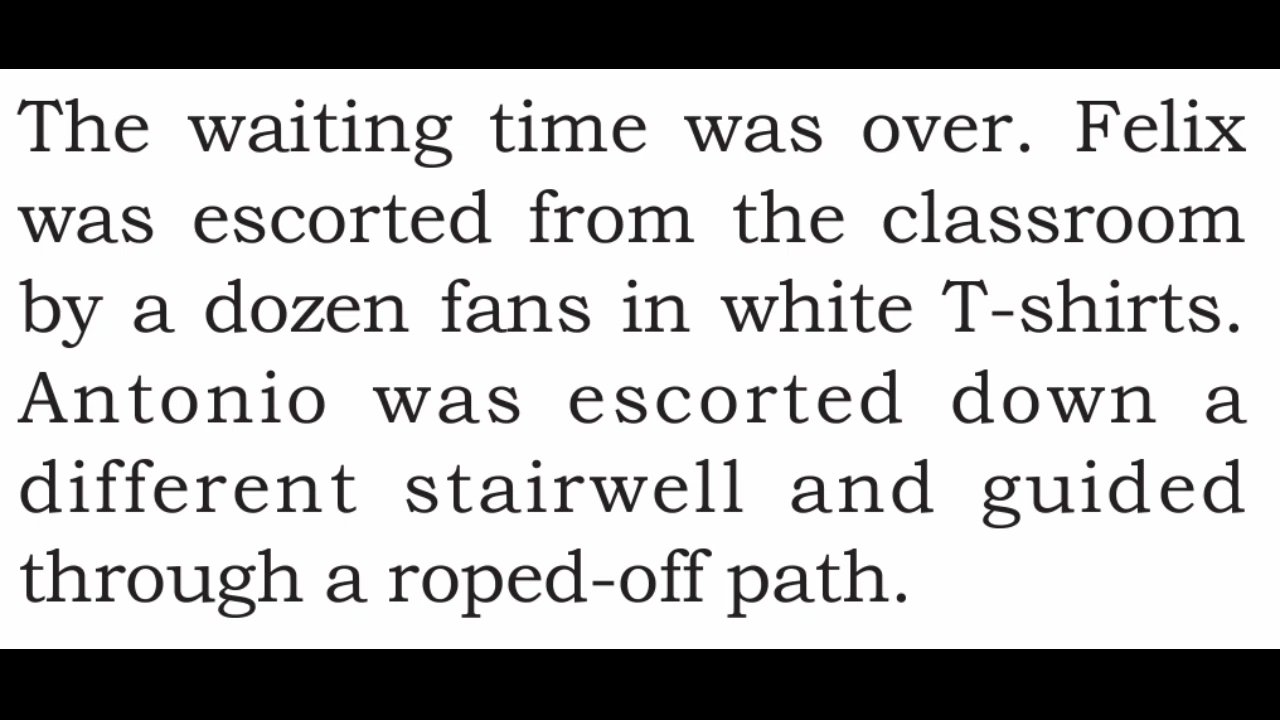 The waiting time was over. Felix
was escorted from the classroom
by a dozen fans in white T-shirts.
Antonio was escorted down a
different stairwell and guided
through a roped-off path.